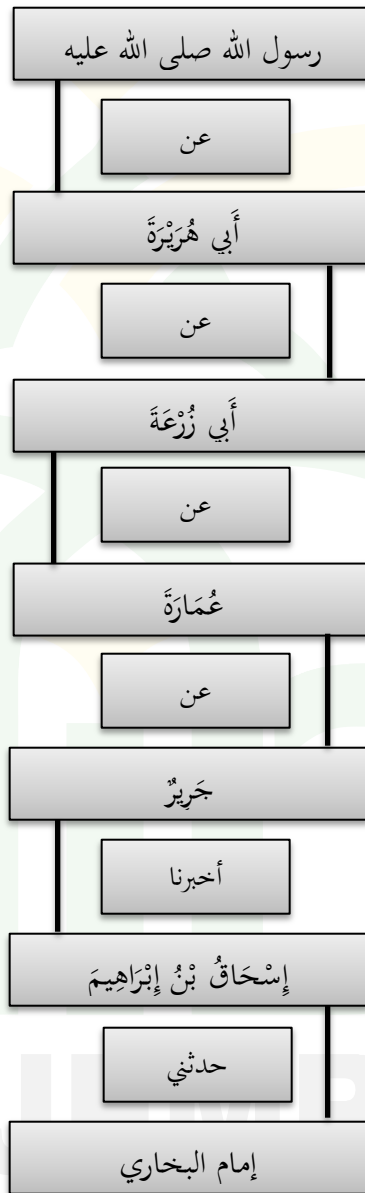 رسول الله صلى الله عليه
عن
أَبِي هُرَيْرَةَ
عن
أَبِي زُرْعَةَ
عن
عُمَارَةَ
عن
جَرِيرٌ
أخبرنا
إِسْحَاقُ بْنُ إِبْرَاهِيمَ
حدثني
إمام البخاري